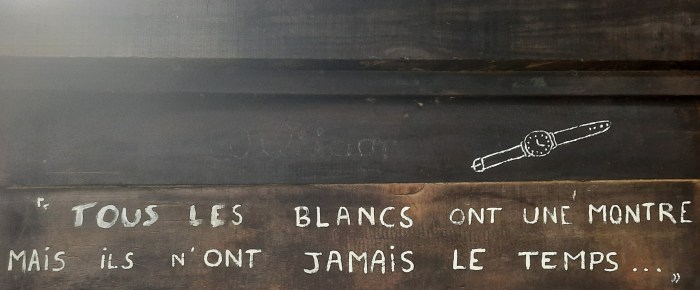 " TOUS LES BLANCS ONT UNE MONTRE
MAIS ILS N'ONT JAMAIS LE TEMPS... »